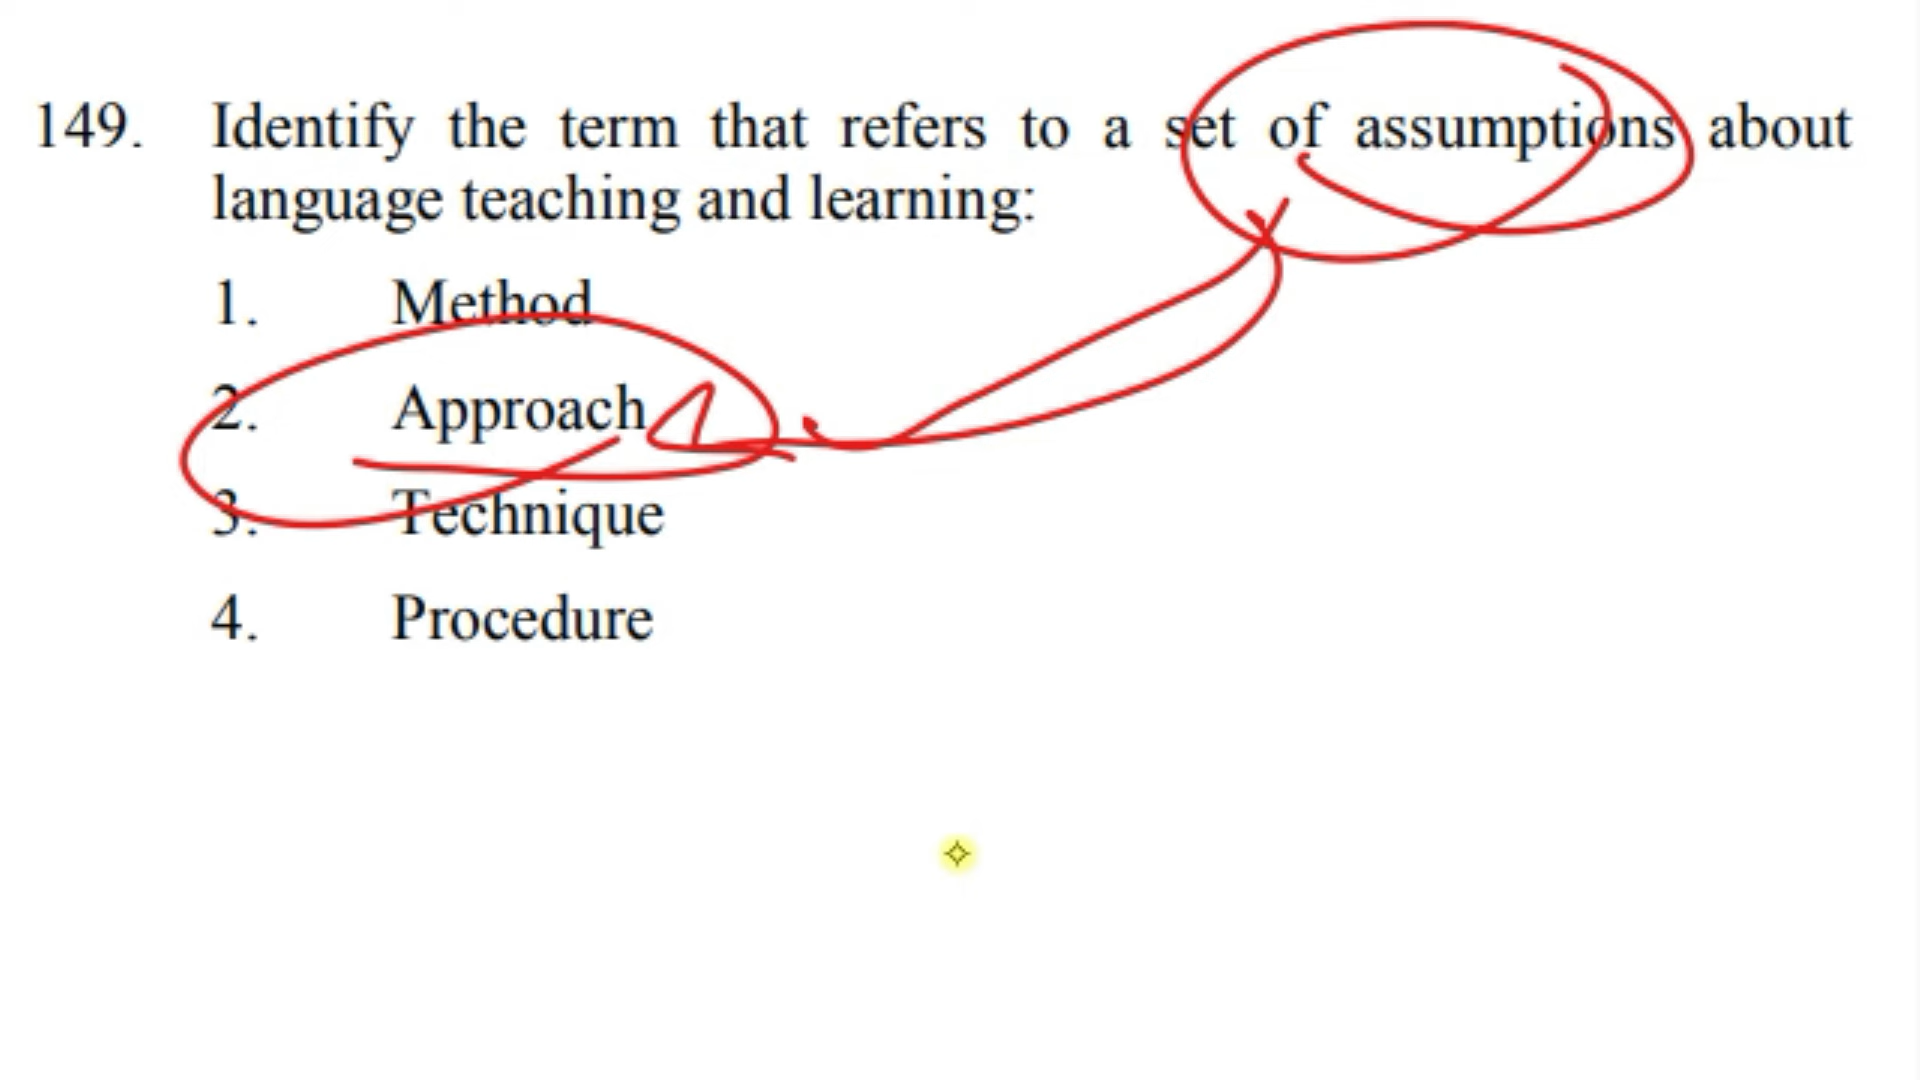 149. Identify the term that refers to a set of assumptions about
language teaching and learning:
1. Method
2. Approach
3. Technique
4. Procedure